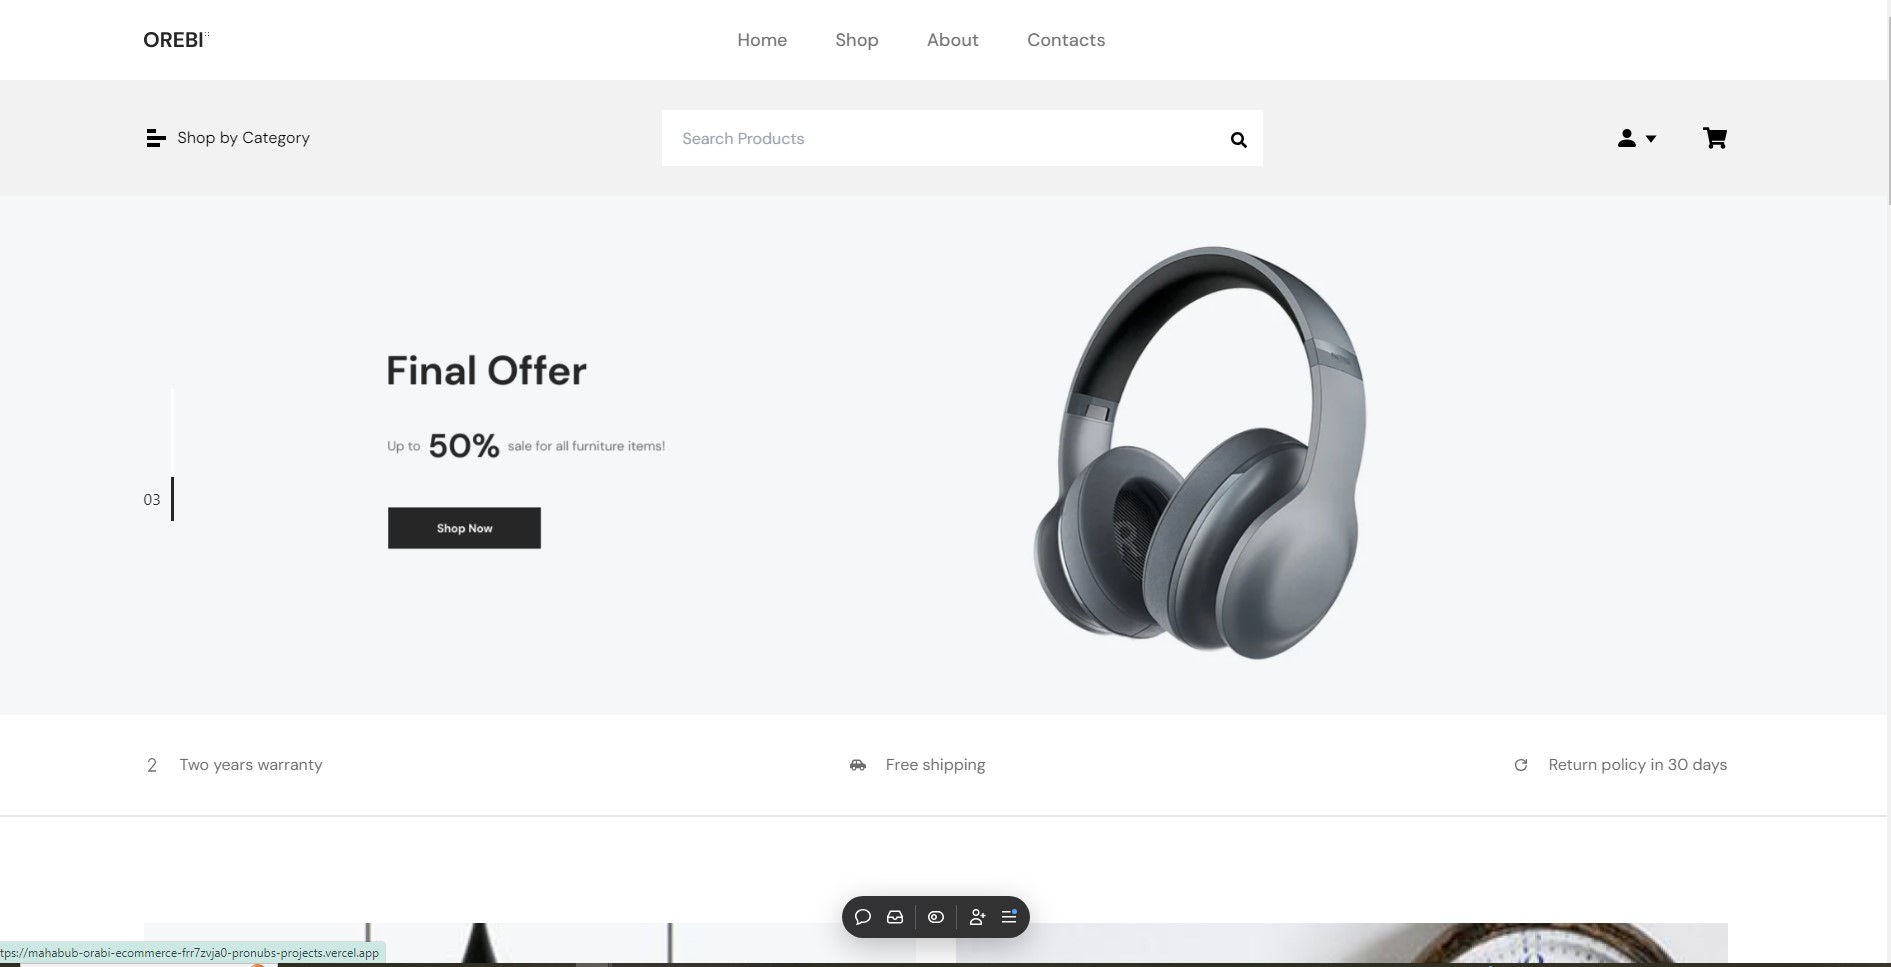 OREBI
Home Shop About Contacts
Shop by Category
Search Products
Final Offer
Up to 50% sale for all furniture items!
03
Shop Now
2 Two years warranty
Free shipping
Return policy in 30 days
tps://mahabub-orabi-ecommerce-frr7zvja0-pronubs-projects.vercel.app